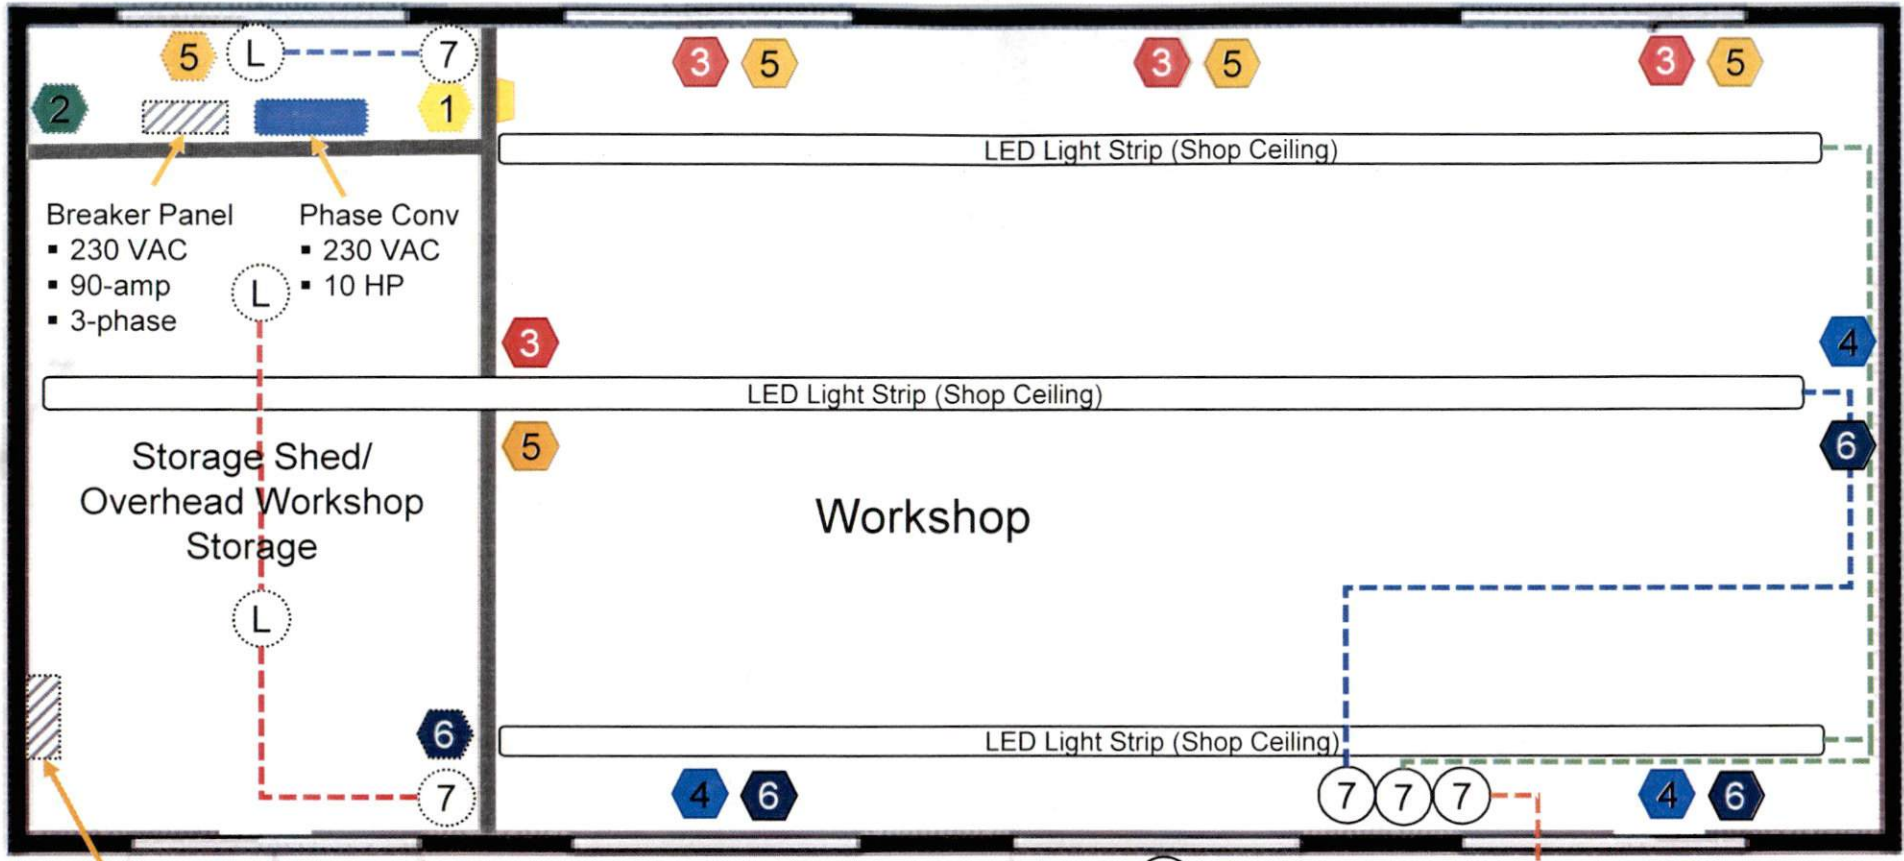 5 L 7 3 5 3 5 3 5
2 1
LED Light Strip (Shop Ceiling)
Breaker Panel
▪ 230 VAC
▪ 90-amp
▪ 3-phase
Phase Conv
▪ 230 VAC
▪ 10 HP
L
3 4
LED Light Strip (Shop Ceiling)
5 6
Storage Shed/
Overhead Workshop
Storage
Workshop
L
6
LED Light Strip (Shop Ceiling)
7 4 6 7 7 7 4 6